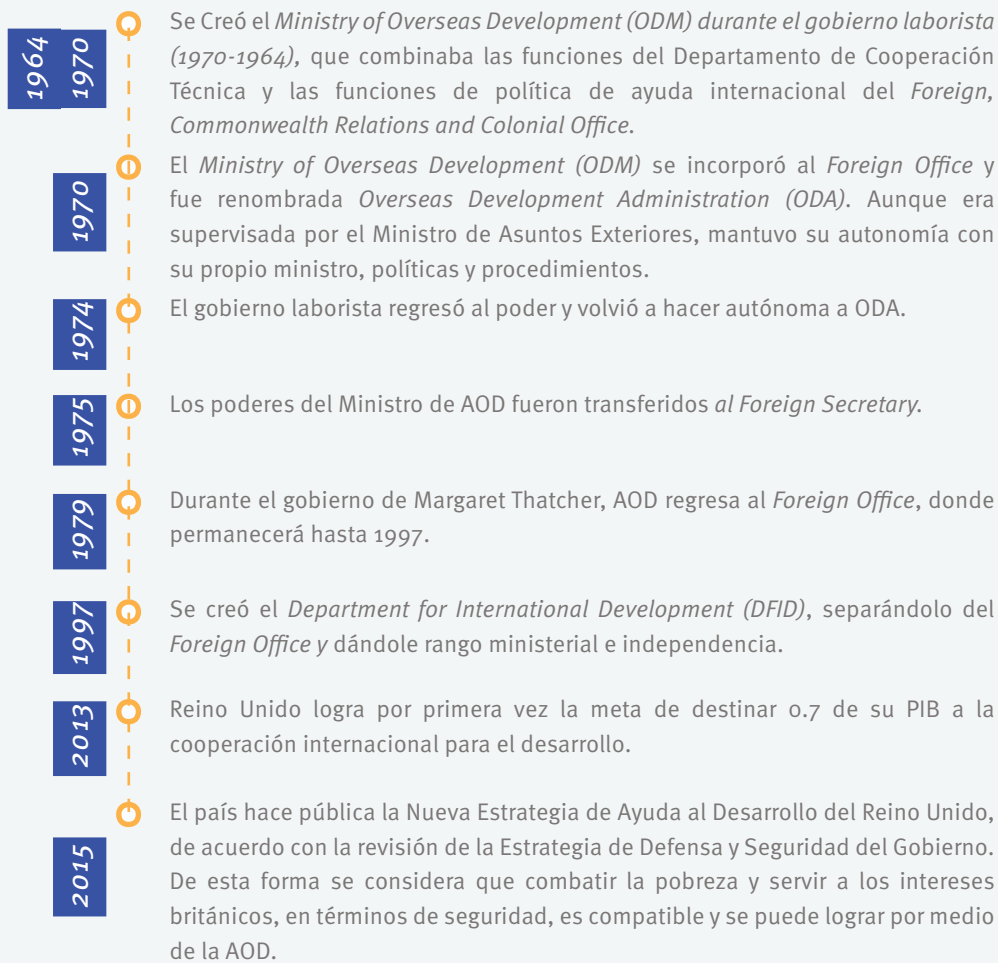 1964
1970
Se Creó el Ministry of Overseas Development (ODM) durante el gobierno laborista
(1970-1964), que combinaba las funciones del Departamento de Cooperación
Técnica y las funciones de política de ayuda internacional del Foreign,
Commonwealth Relations and Colonial Office.
1970
El Ministry of Overseas Development (ODM) se incorporó al Foreign Office y
fue renombrada Overseas Development Administration (ODA). Aunque era
supervisada por el Ministro de Asuntos Exteriores, mantuvo su autonomía con
su propio ministro, políticas y procedimientos.
1974
El gobierno laborista regresó al poder y volvió a hacer autónoma a ODA.
1975
Los poderes del Ministro de AOD fueron transferidos al Foreign Secretary.
1979
Durante el gobierno de Margaret Thatcher, AOD regresa al Foreign Office, donde
permanecerá hasta 1997.
1997
Se creó el Department for International Development (DFID), separándolo del
Foreign Office y dándole rango ministerial e independencia.
2013
Reino Unido logra por primera vez la meta de destinar 0.7 de su PIB a la
cooperación internacional para el desarrollo.
2015
El país hace pública la Nueva Estrategia de Ayuda al Desarrollo del Reino Unido,
de acuerdo con la revisión de la Estrategia de Defensa y Seguridad del Gobierno.
De esta forma se considera que combatir la pobreza y servir a los intereses
británicos, en términos de seguridad, es compatible y se puede lograr por medio
de la AOD.